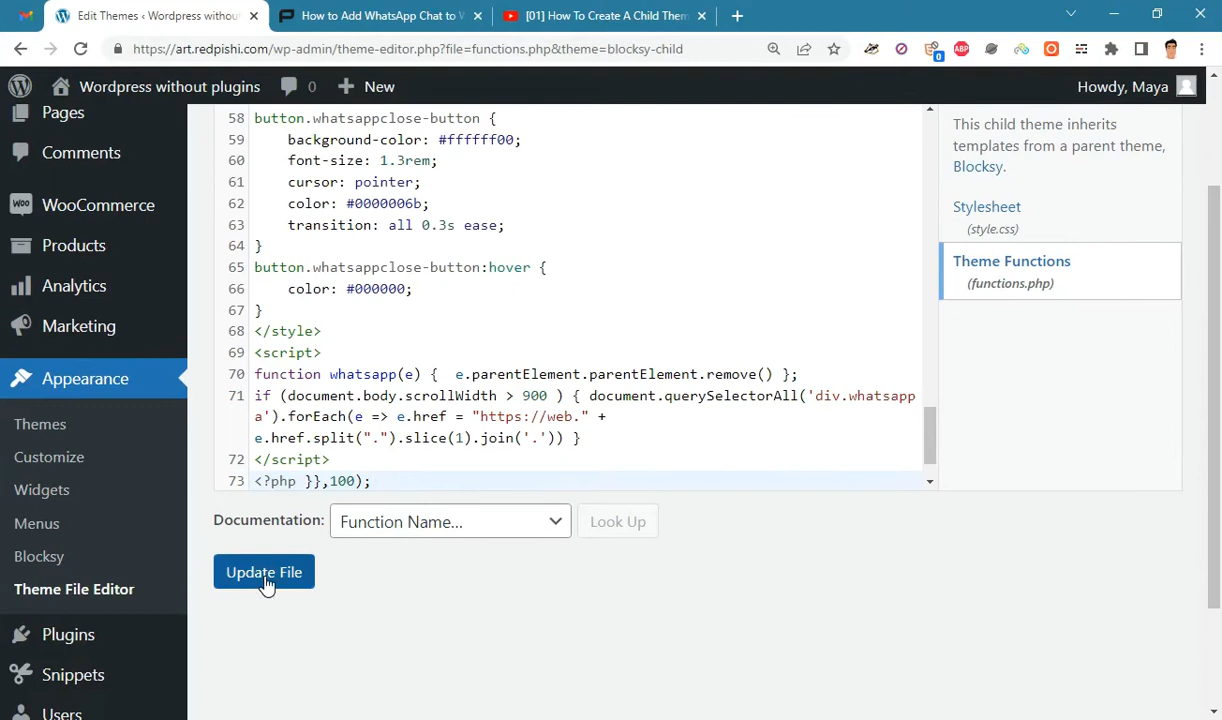 Edit Themes ‹ Wordpress withou
How to Add WhatsApp Chat to W
[01] How To Create A Child Them
https://art.redpishi.com/wp-admin/theme-editor.php?file=functions.php&theme=blocksy-child
0
ABP
Wordpress without plugins
0
New
Howdy, Maya
Pages
Comments
Woo
WooCommerce
Products
Analytics
Marketing
Appearance
Themes
Customize
Widgets
Menus
Blocksy
Theme File Editor
Plugins
Snippets
Users
58 button.whatsappclose-button {
59 background-color: #ffffff00;
60 font-size: 1.3rem;
61 cursor: pointer;
62 color: #0000006b;
63 transition: all 0.3s ease;
64 }
65 button.whatsappclose-button:hover {
66 color: #000000;
67 }
68 </style>
69 <script>
70 function whatsapp(e) { e.parentElement.parentElement.remove() };
71 if (document.body.scrollWidth > 900 ) { document.querySelectorAll('div.whatsapp
a').forEach(e => e.href = "https://web." +
e.href.split(".").slice(1).join('.')) }
72 </script>
73 <?php }},100);
Documentation:
Function Name...
Look Up
Update File
This child theme inherits
templates from a parent theme,
Blocksy.
Stylesheet
(style.css)
Theme Functions
(functions.php)